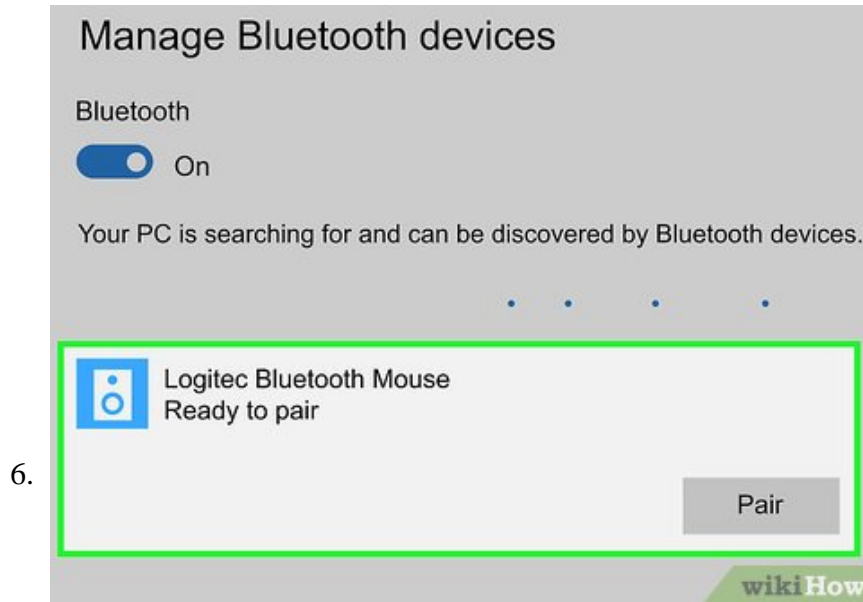 Manage Bluetooth devices
Bluetooth
On
Your PC is searching for and can be discovered by Bluetooth devices.
Logitec Bluetooth Mouse
Ready to pair
6.
Pair
wikiHow